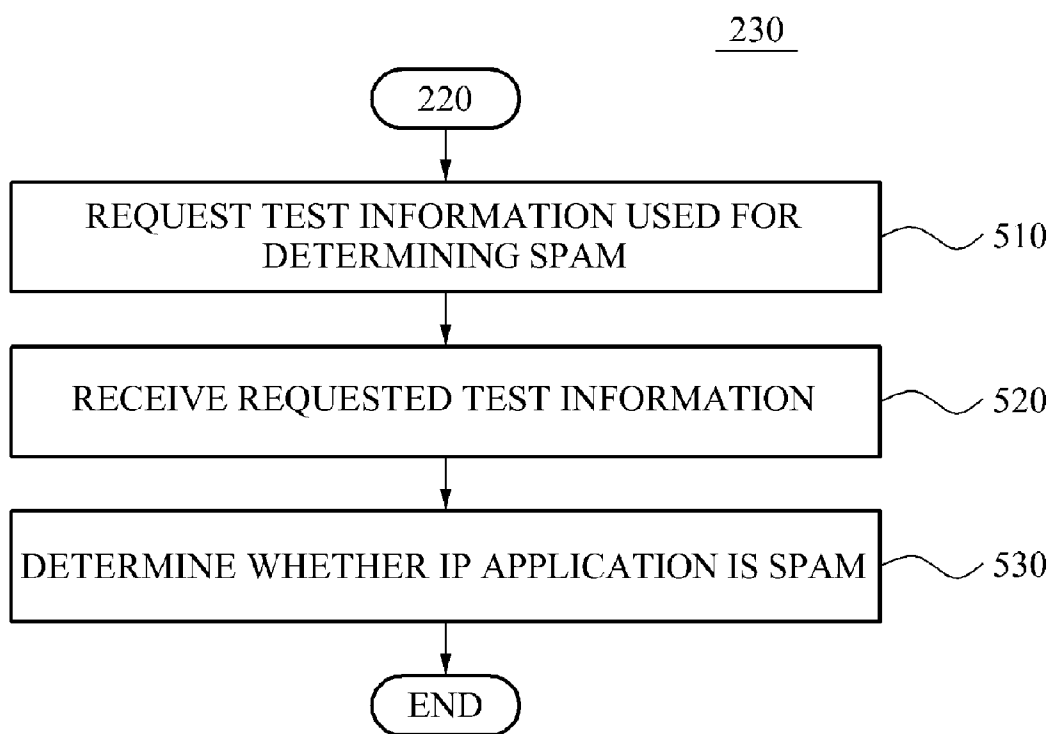 230
220
REQUEST TEST INFORMATION USED FOR
DETERMINING SPAM
510
RECEIVE REQUESTED TEST INFORMATION
520
DETERMINE WHETHER IP APPLICATION IS SPAM
530
END